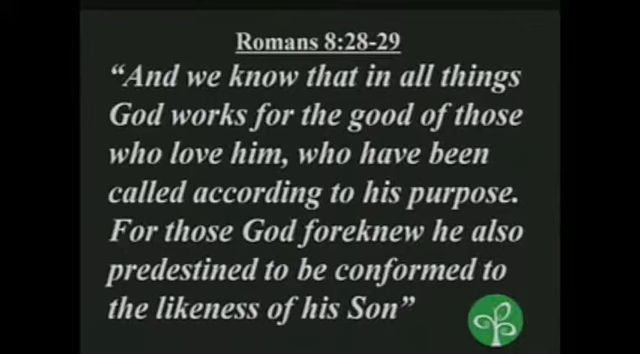 Romans 8:28-29
“And we know that in all things
God works for the good of those
who love him, who have been
called according to his purpose.
For those God foreknew he also
predestined to be conformed to
the likeness of his Son”